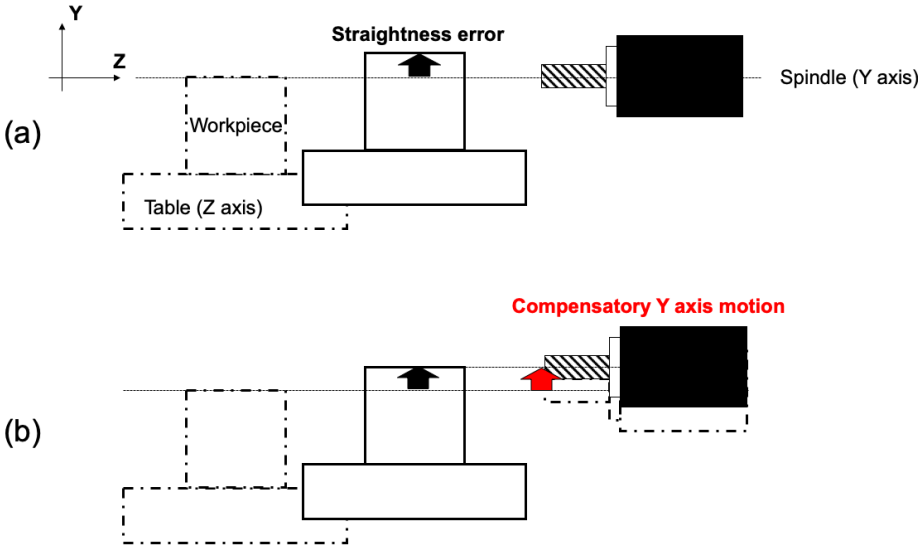 Y
Straightness error
Z
Spindle (Y axis)
(a)
Workpiece
Table (Z axis)
Compensatory Y axis motion
(b)